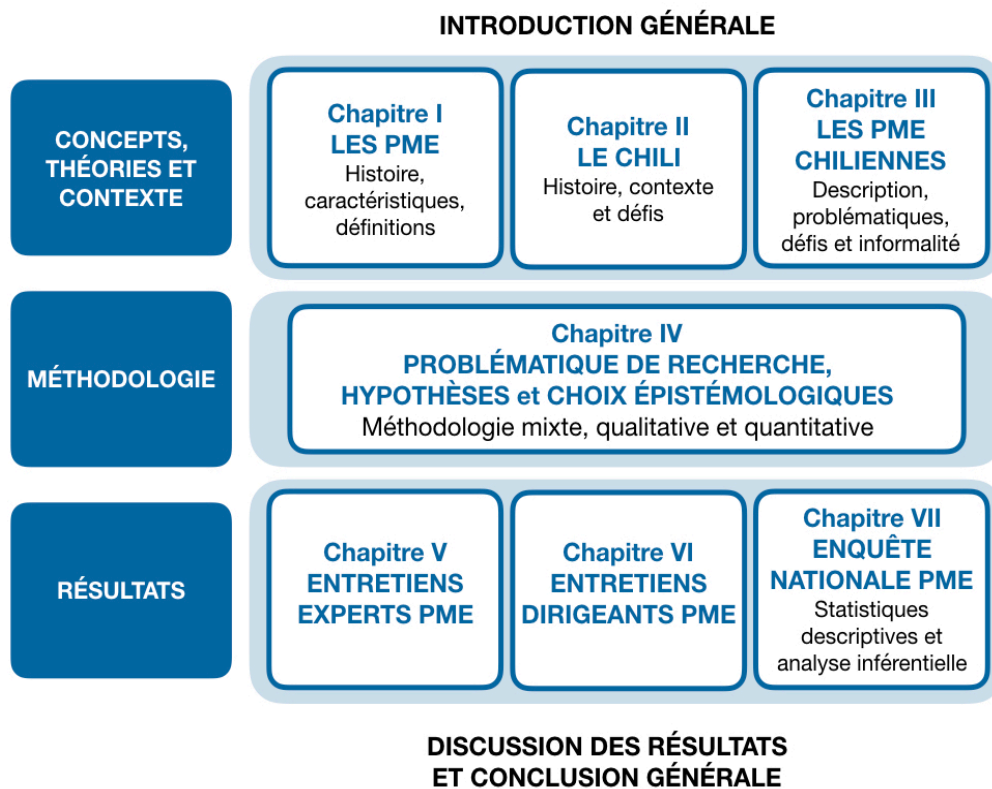 INTRODUCTION GÉNÉRALE
CONCEPTS,
THÉORIES ET
CONTEXTE
Chapitre I
LES PME
Histoire,
caractéristiques,
définitions
Chapitre II
LE CHILI
Histoire, contexte
et défis
Chapitre III
LES PME
CHILIENNES
Description,
problématiques,
défis et informalité
MÉTHODOLOGIE
Chapitre IV
PROBLÉMATIQUE DE RECHERCHE,
HYPOTHÈSES et CHOIX ÉPISTÉMOLOGIQUES
Méthodologie mixte, qualitative et quantitative
RÉSULTATS
Chapitre V
ENTRETIENS
EXPERTS PME
Chapitre VI
ENTRETIENS
DIRIGEANTS PME
Chapitre VII
ENQUÊTE
NATIONALE PME
Statistiques
descriptives et
analyse inférentielle
DISCUSSION DES RÉSULTATS
ET CONCLUSION GÉNÉRALE